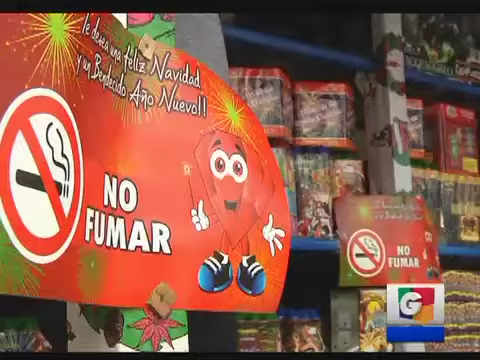 Te desea una feliz Navidad
y un Bendecido Año Nuevo!!
NO
FUMAR
NO
FUMAR
G